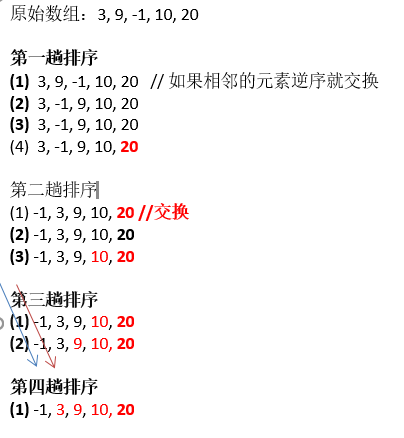 原始数组：3, 9, -1, 10, 20
第一趟排序
(1) 3, 9, -1, 10, 20 // 如果相邻的元素逆序就交换
(2) 3, -1, 9, 10, 20
(3) 3, -1, 9, 10, 20
(4) 3, -1, 9, 10, 20
第二趟排序
(1) -1, 3, 9, 10, 20 //交换
(2) -1, 3, 9, 10, 20
(3) -1, 3, 9, 10, 20
第三趟排序
(1) -1, 3, 9, 10, 20
(2) -1, 3, 9, 10, 20
第四趟排序
(1) -1, 3, 9, 10, 20